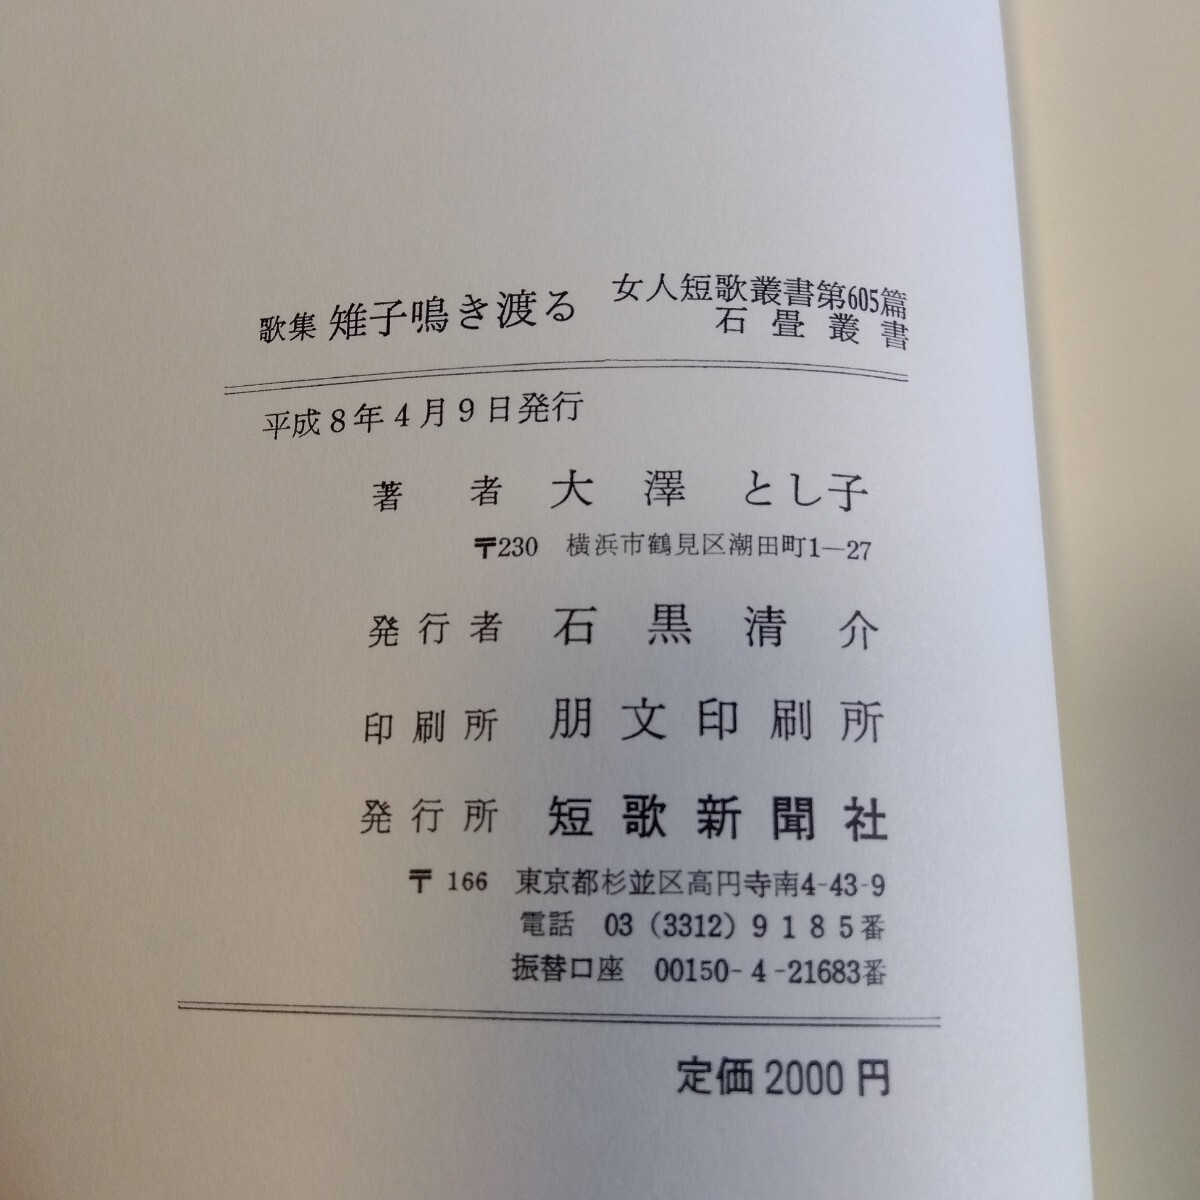 歌集 雉子鳴き渡る 女人短歌叢書第605篇
石畳叢書
平成8年4月9日発行
著者 大澤 とし子
〒230 横浜市鶴見区潮田町1―27
発行者 石黒清介
印刷所 朋文印刷所
発行所 短歌新聞社
〒166 東京都杉並区高円寺南4-43-9
電話 03(3312)9185番
振替口座 00150-4-21683番
定価2000円